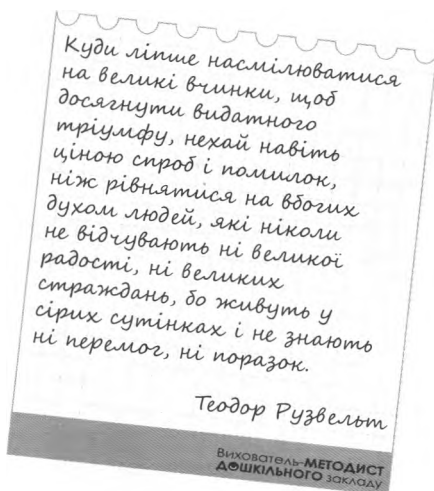 Куди ліпше насмілюватися
на великі вчинки, щоб
досягнути видатного
тріумфу, нехай навіть
ціною спроб і помилок,
ніж рівнятися на вбогих
духом людей, які ніколи
не відчувають ні великої
радості, ні великих
страждань, бо живуть у
сірих сутінках і не знають
ні перемог, ні поразок.
Теодор Рузвельт
Вихователь-МЕТОДИСТ
ДОШКІЛЬНОГО закладу